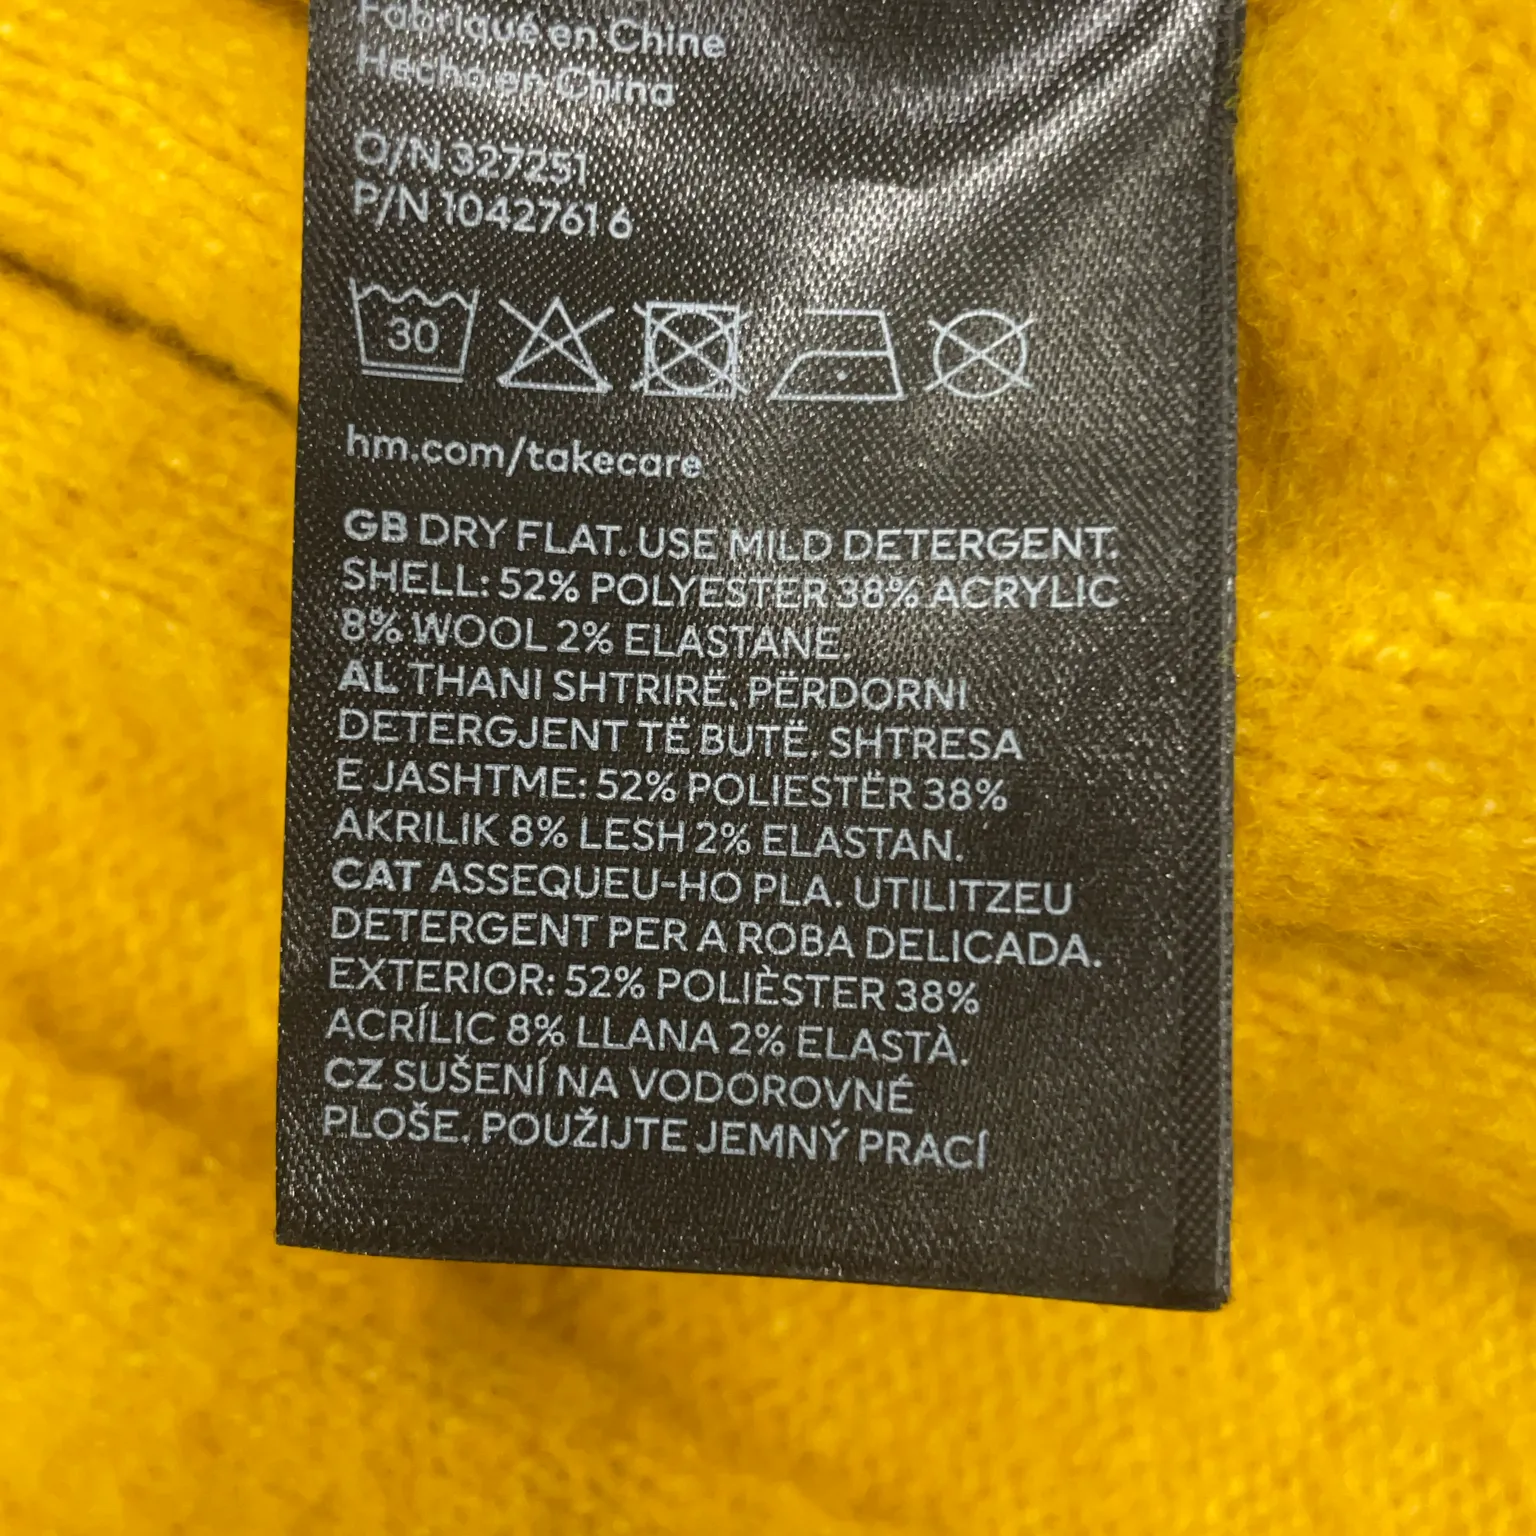 Fabriqué en Chine
Hecho en China
O/N 327251
P/N 1042761 6
30
hm.com/takecare
GB DRY FLAT. USE MILD DETERGENT.
SHELL: 52% POLYESTER 38% ACRYLIC
8% WOOL 2% ELASTANE.
AL THANI SHTRIRË. PËRDORNI
DETERGJENT TË BUTË. SHTRESA
E JASHTME: 52% POLIESTËR 38%
AKRILIK 8% LESH 2% ELASTAN.
CAT ASSEQUEU-HO PLA. UTILITZEU
DETERGENT PER A ROBA DELICADA.
EXTERIOR: 52% POLIÈSTER 38%
ACRÍLIC 8% LLANA 2% ELASTÀ.
CZ SUŠENÍ NA VODOROVNÉ
PLOŠE. POUŽIJTE JEMNÝ PRACÍ